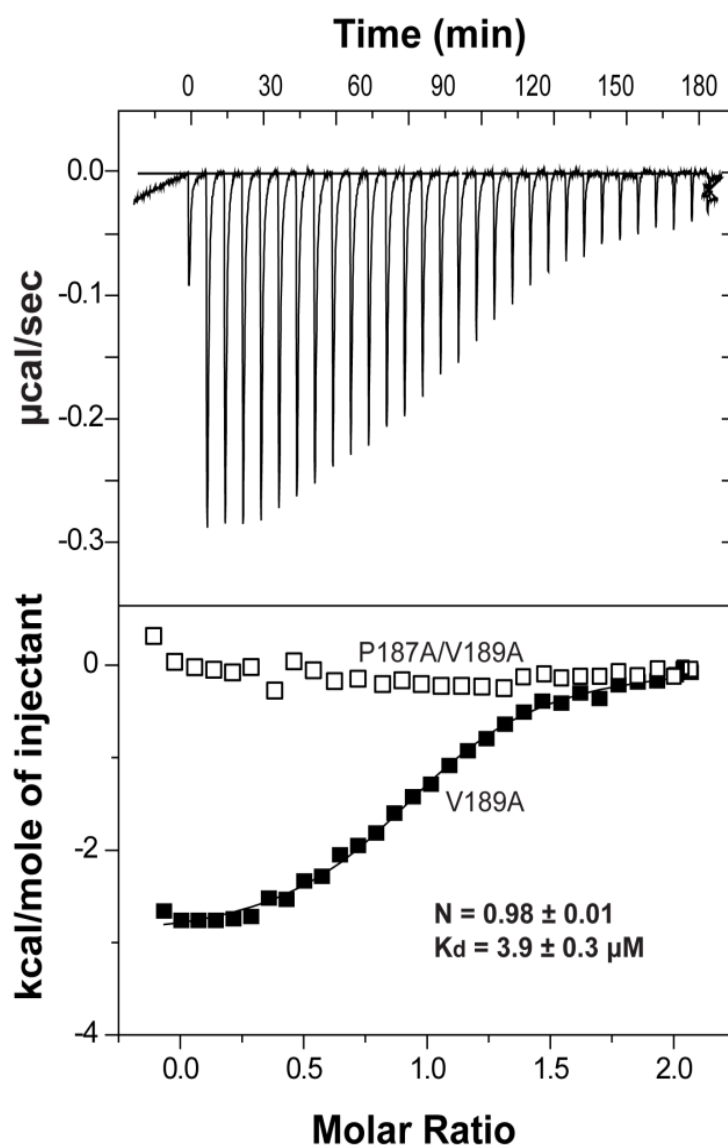 Time (min)
0 30 60 90 120 150 180
0.0
-0.1
-0.2
-0.3
µcal/sec
0
-2
-4
kcal/mole of injectant
P187A/V189A
V189A
N = 0.98 ± 0.01
Kd = 3.9 ± 0.3 µM
0.0 0.5 1.0 1.5 2.0
Molar Ratio